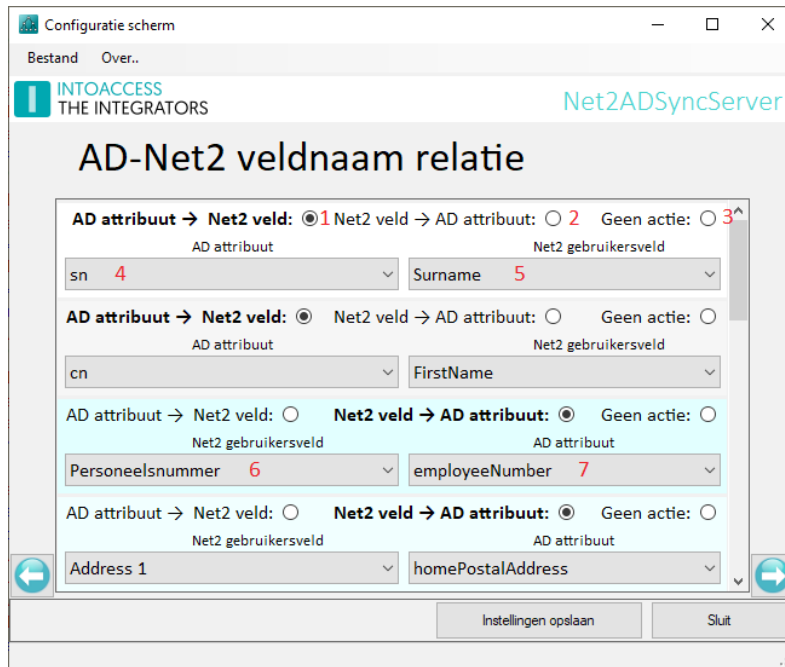 Configuratie scherm
Bestand Over..
INTOACCESS
THE INTEGRATORS
Net2ADSyncServer
AD-Net2 veldnaam relatie
AD attribuut → Net2 veld: 1 Net2 veld → AD attribuut: 2 Geen actie: 3
AD attribuut Net2 gebruikersveld
sn 4 Surname 5
AD attribuut → Net2 veld: Net2 veld → AD attribuut: Geen actie:
AD attribuut Net2 gebruikersveld
cn FirstName
AD attribuut → Net2 veld: Net2 veld → AD attribuut: Geen actie:
Net2 gebruikersveld AD attribuut
Personeelsnummer 6 employeeNumber 7
AD attribuut → Net2 veld: Net2 veld → AD attribuut: Geen actie:
Net2 gebruikersveld AD attribuut
Address 1 homePostalAddress
Instellingen opslaan Sluit